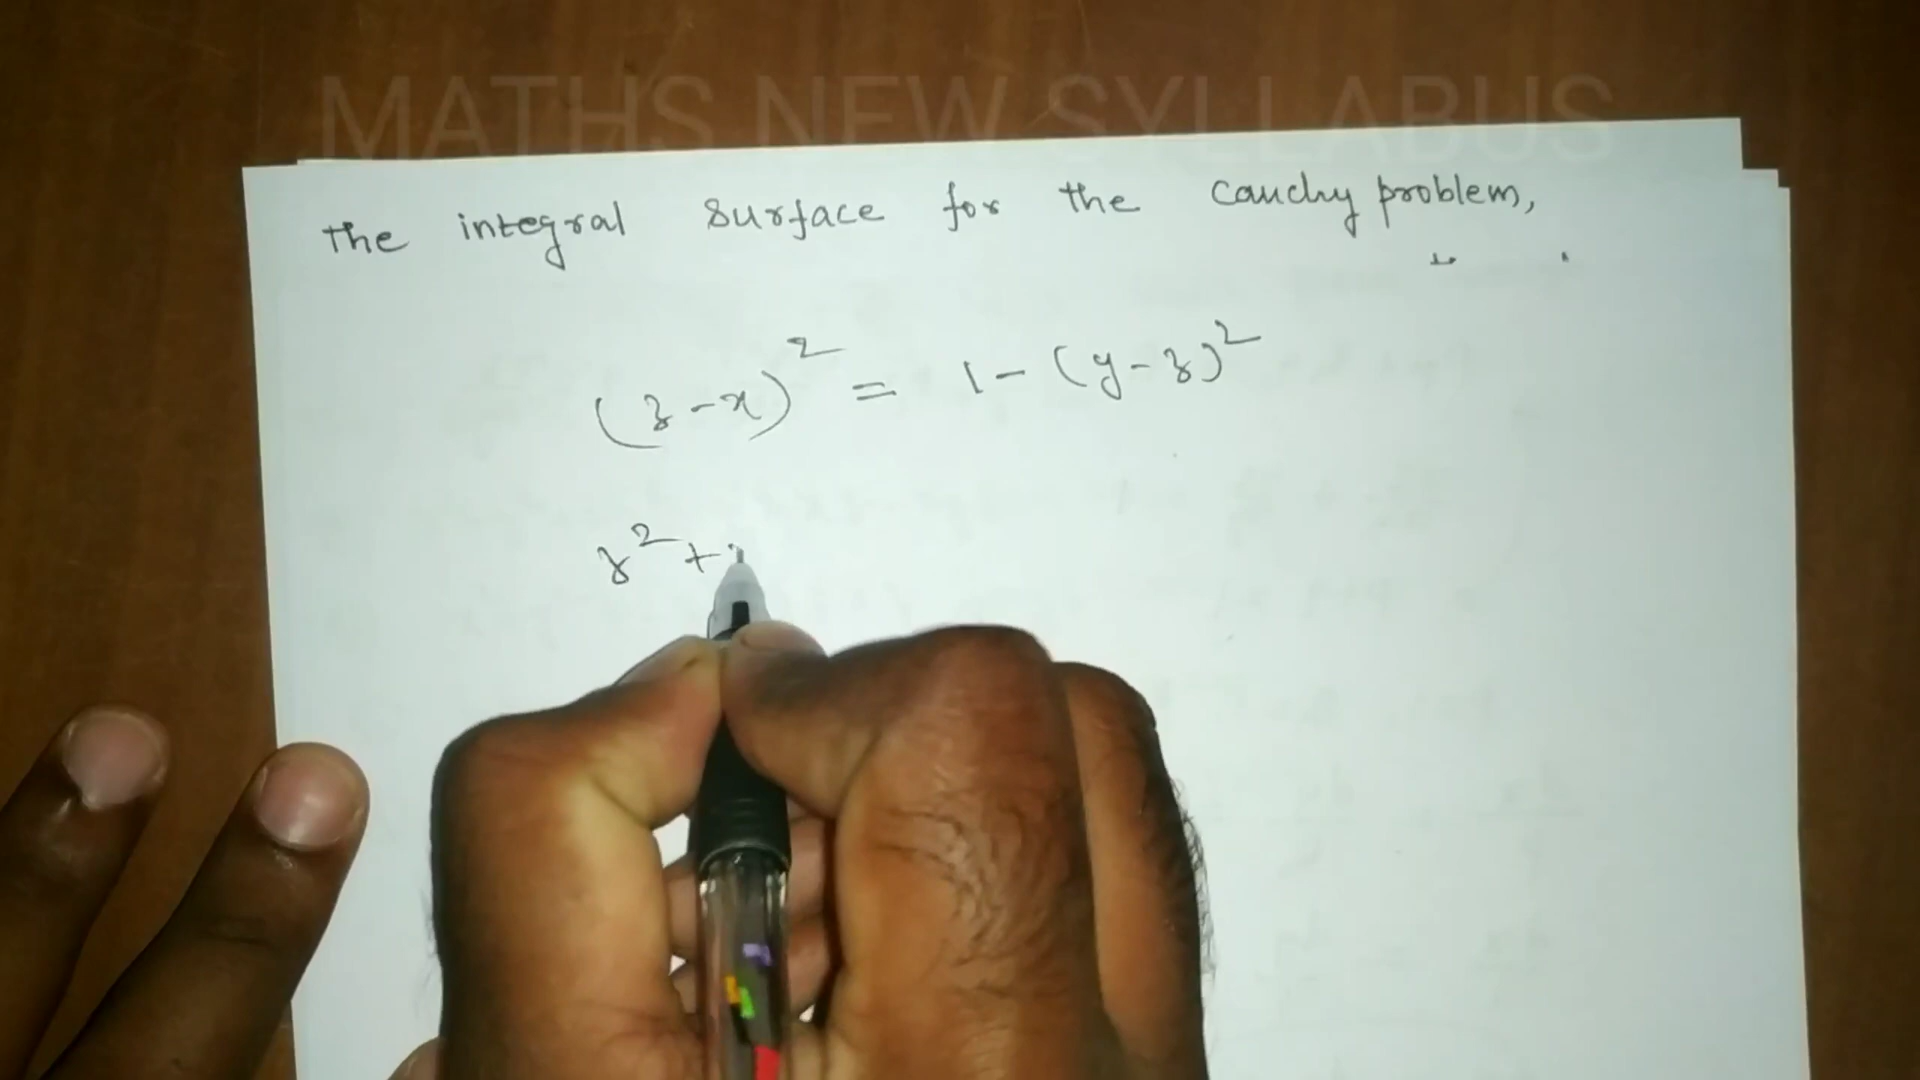 MATHS NEW SYLLABUS
The integral surface for the Cauchy problem,
(z-x)² = 1-(y-z)²
z² +